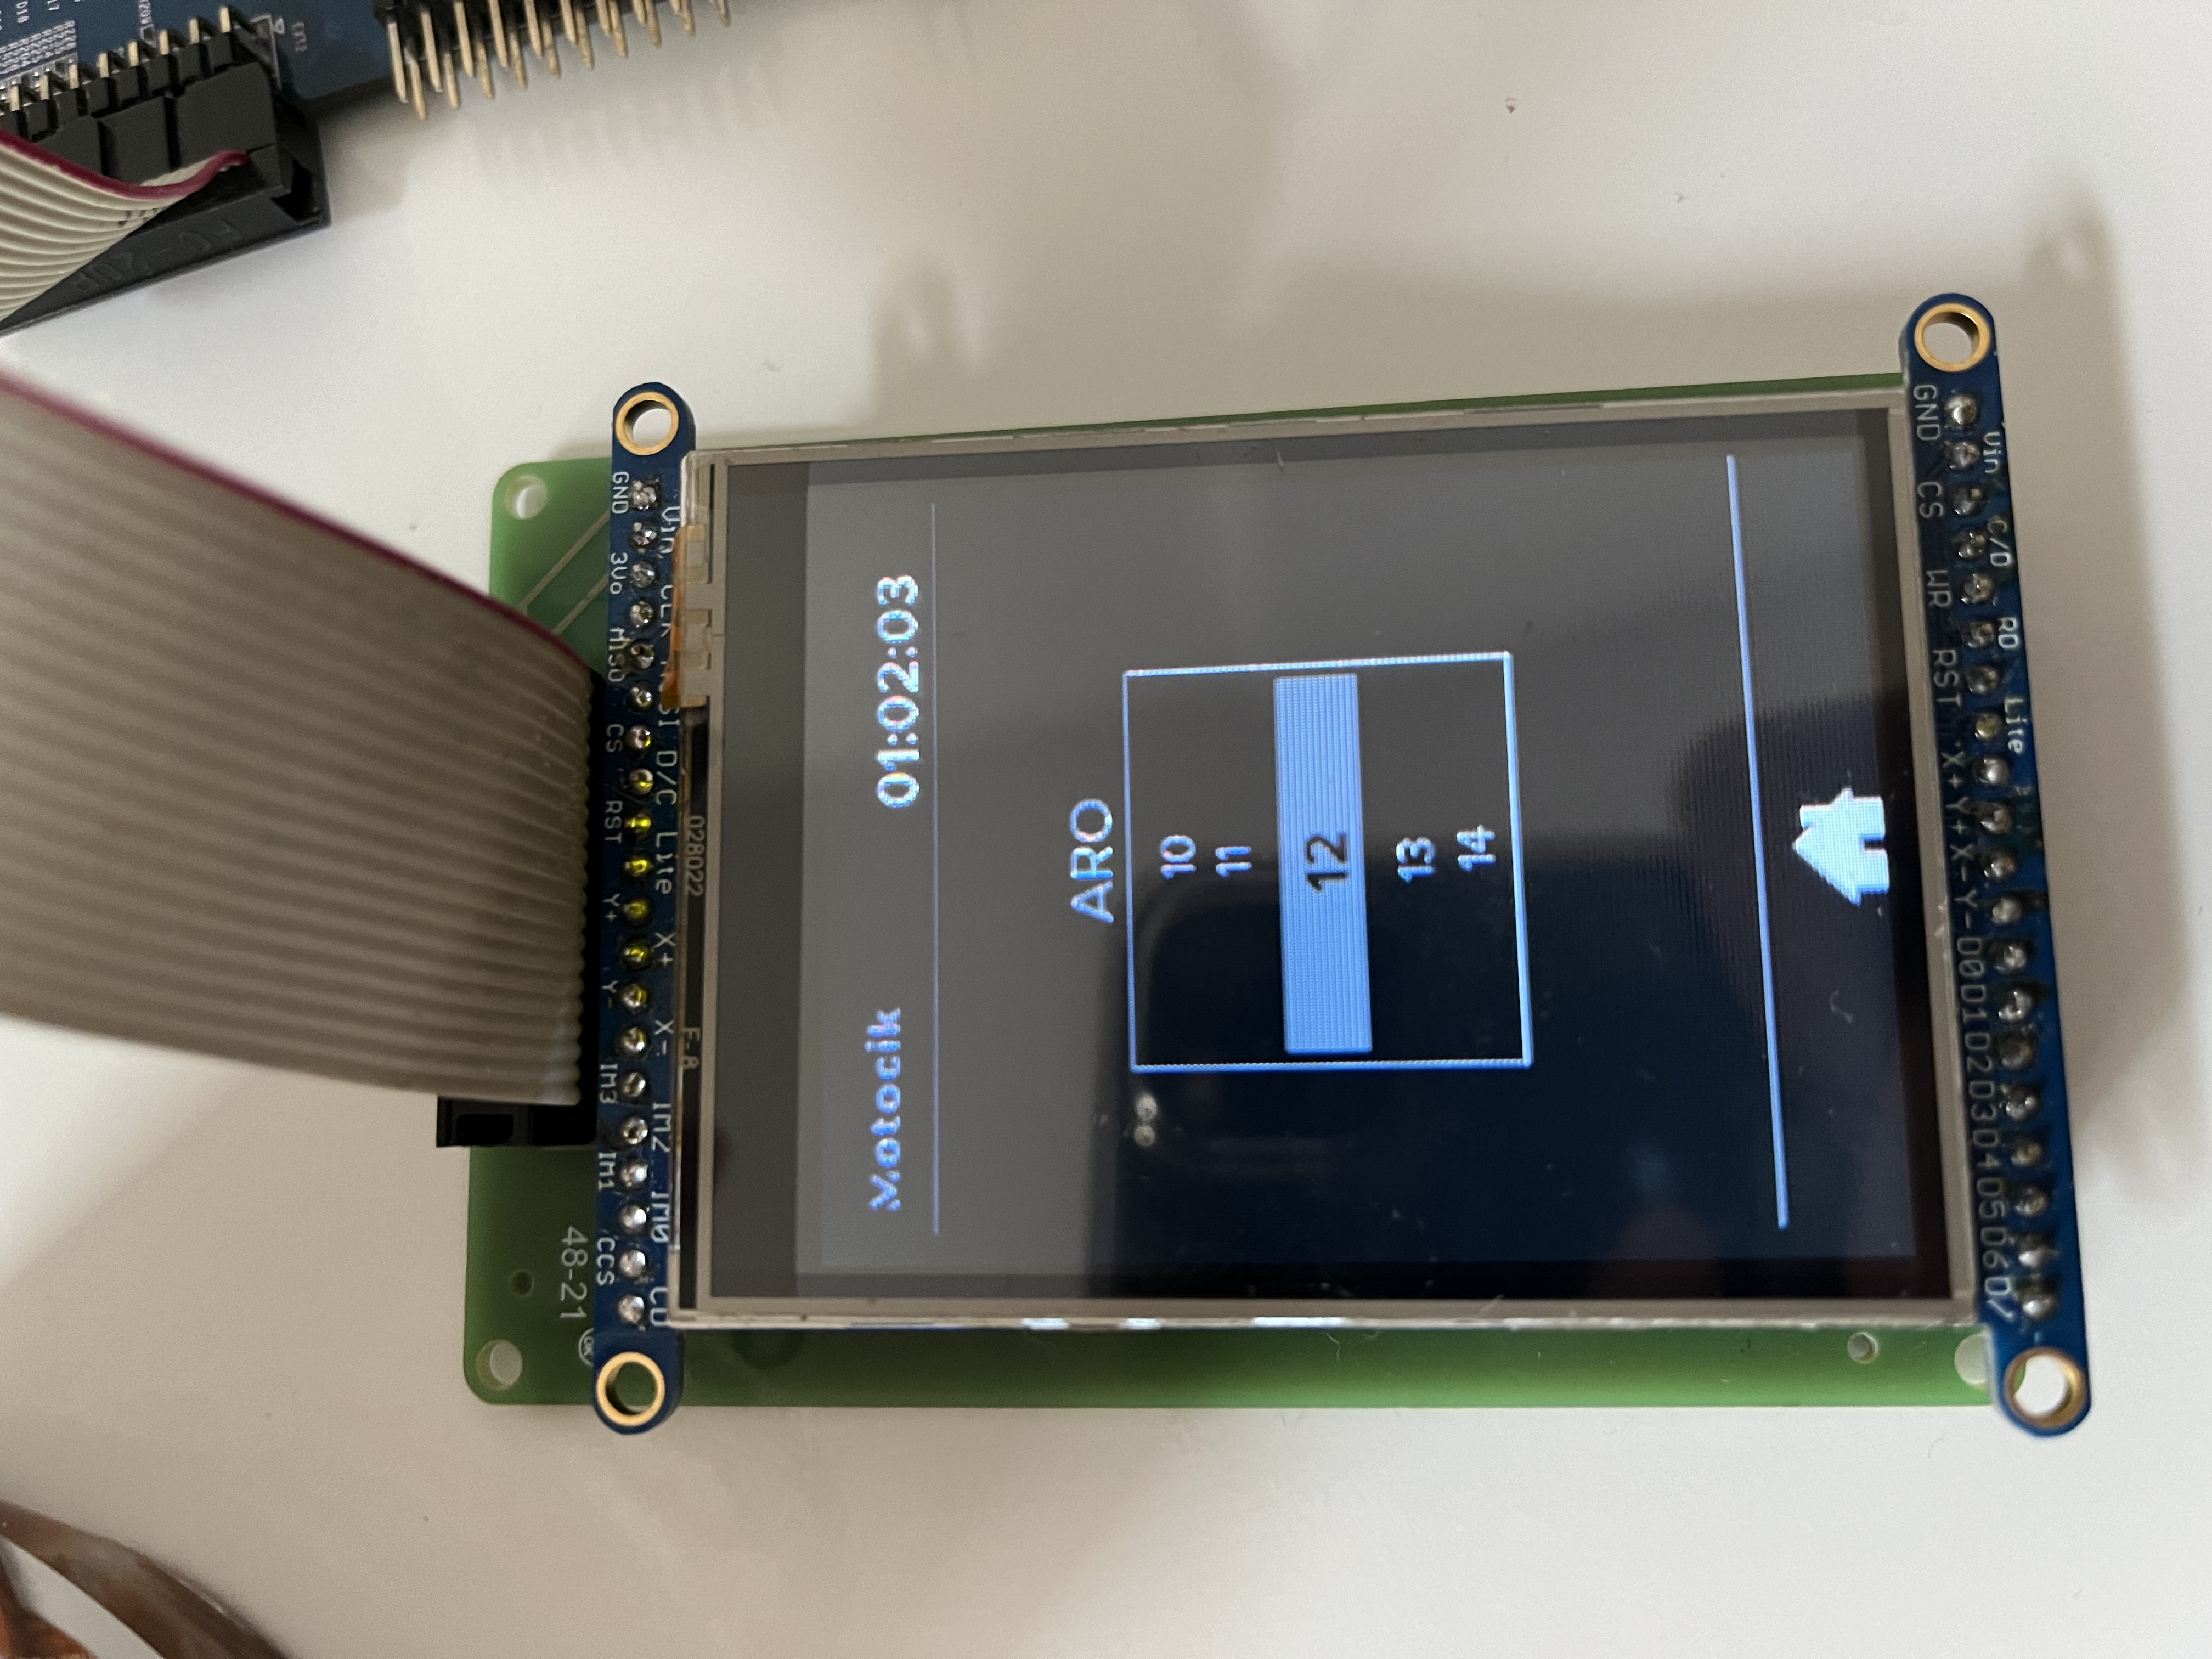 48-21
CCS IM1 IM3 Y- Y+ RST CS MISO 3Vo GND
CD IM0 IM2 X- X+ Lite D/C CLK Vin
F-A 028022
Motocik 01:02:03
ARO
10
11
12
13
14
D7 D6 D5 D4 D3 D2 D1 D0 Y- X- Y+ X+ RST WR CS GND
Lite RD C/D Vin
EXT2